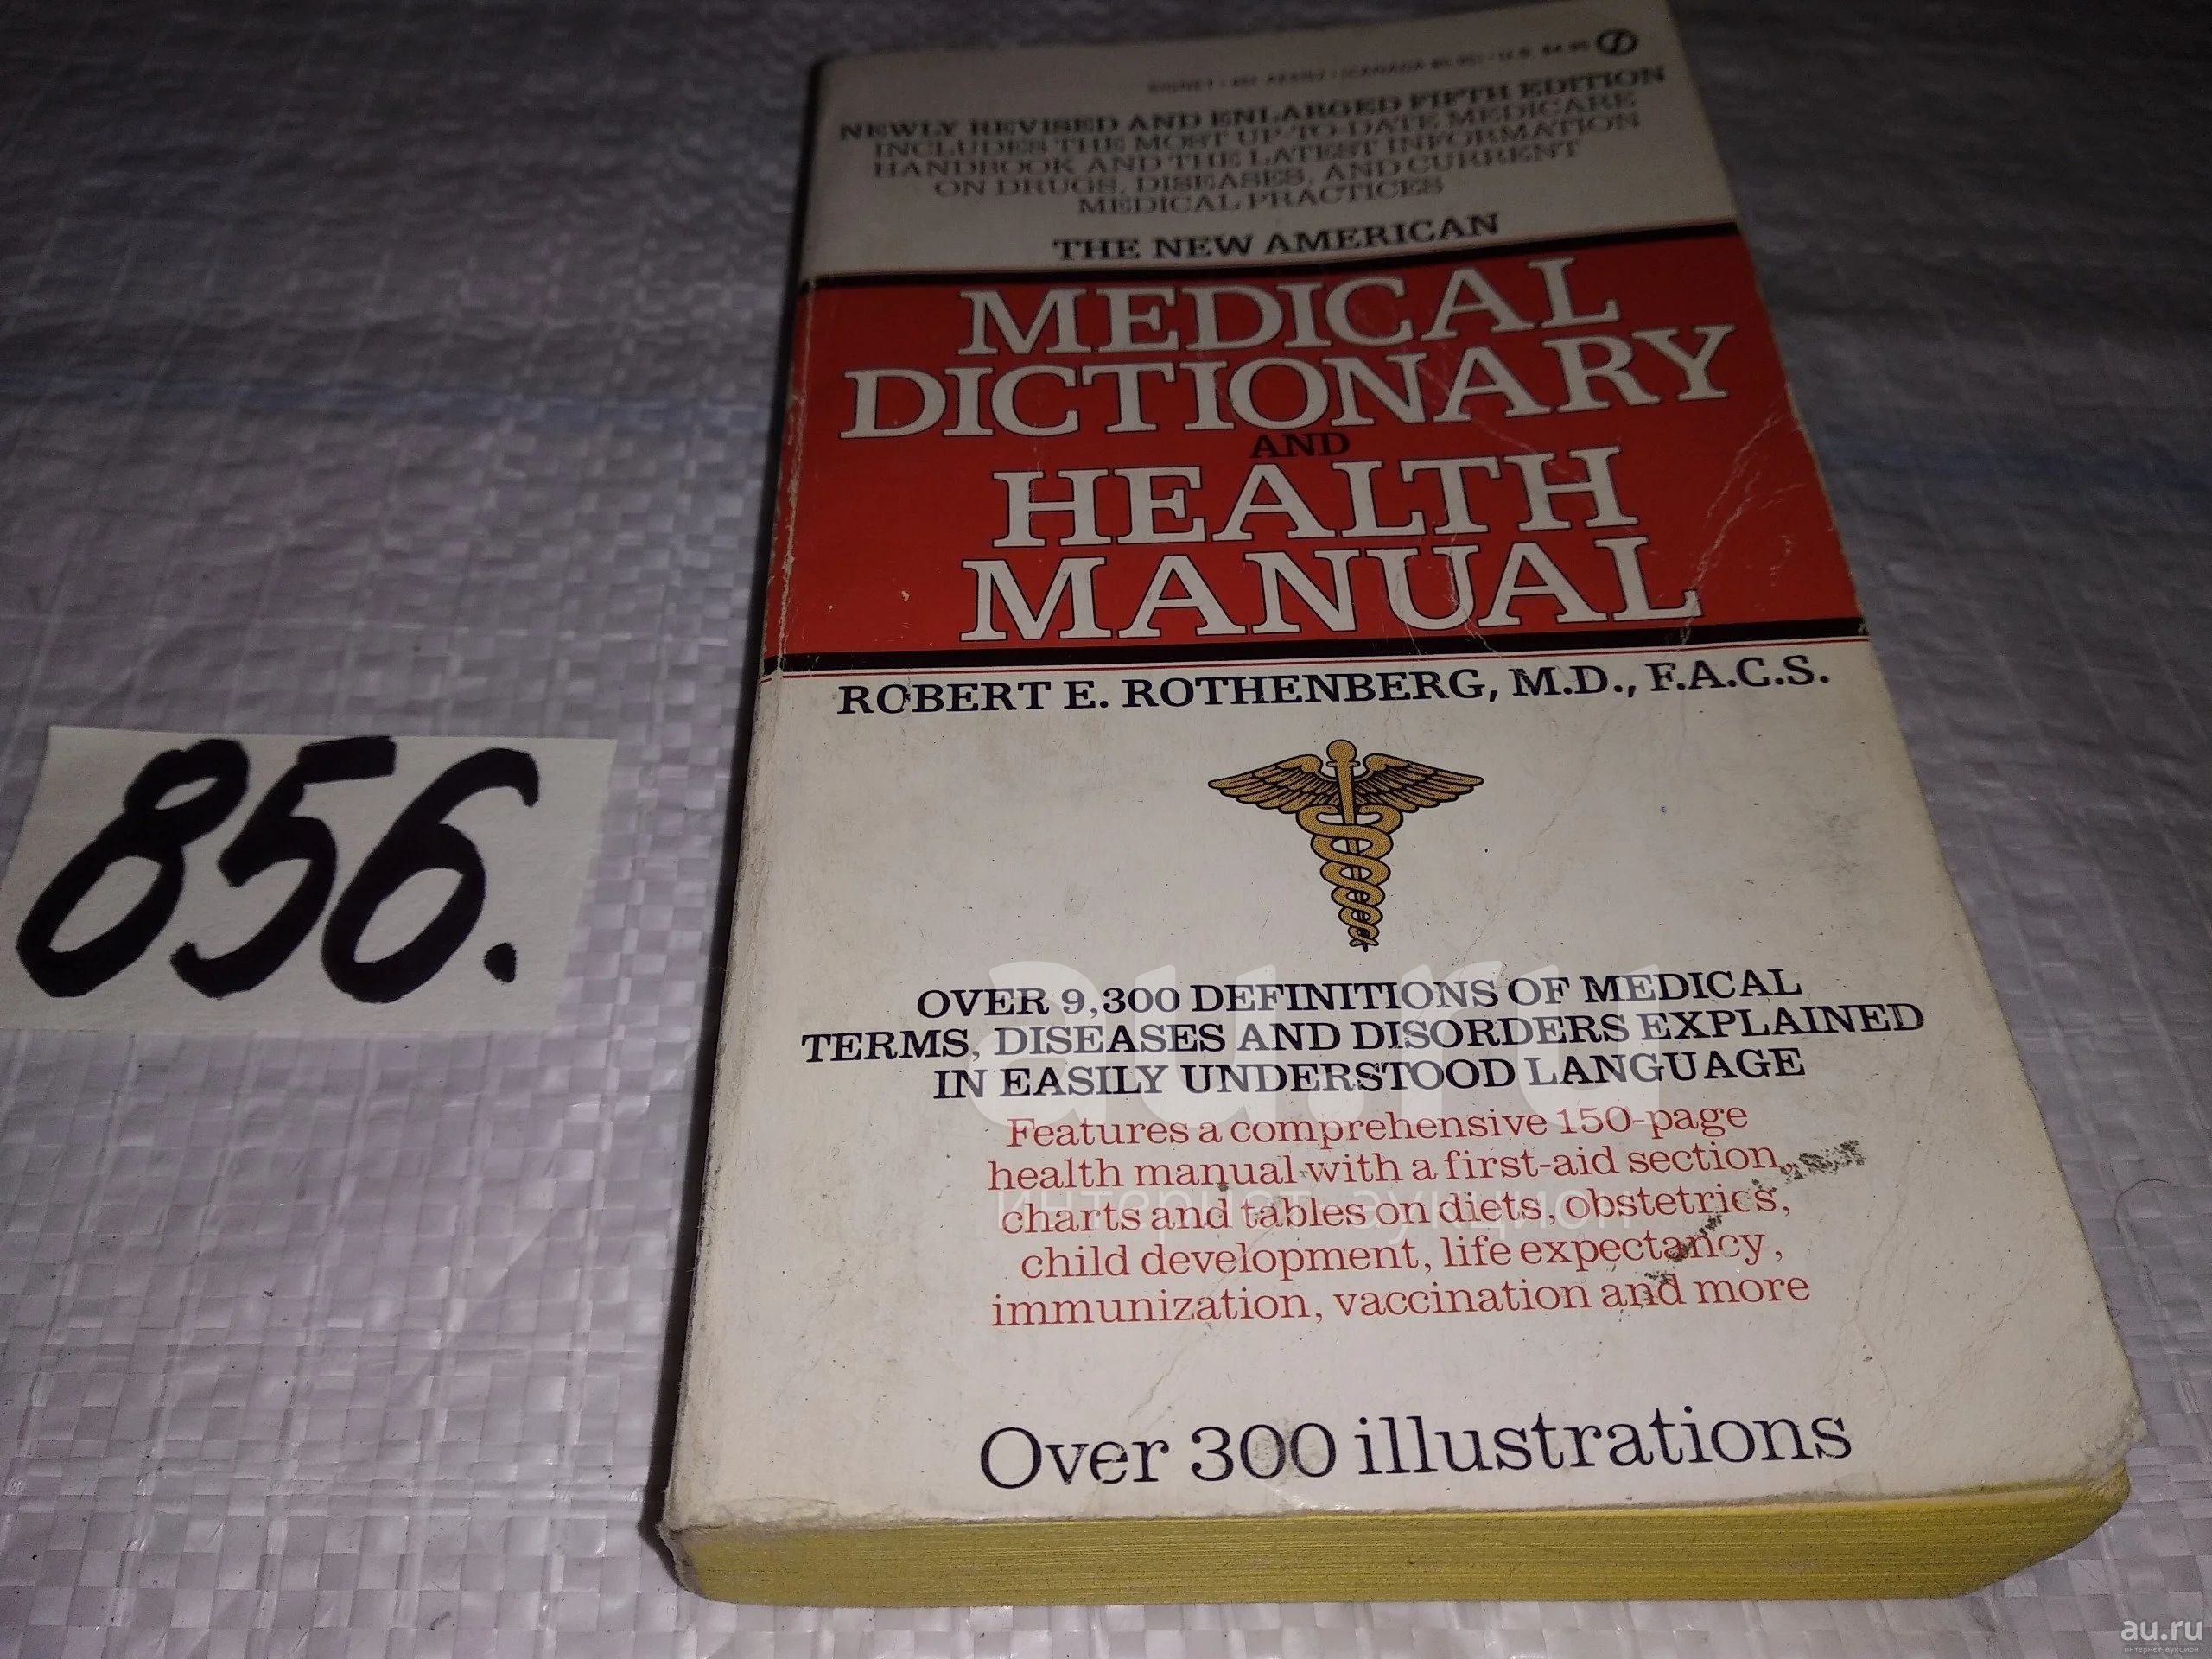 NEWLY REVISED AND ENLARGED FIFTH EDITION
INCLUDES THE MOST UP-TO-DATE MEDICARE
HANDBOOK AND THE LATEST INFORMATION
ON DRUGS, DISEASES, AND CURRENT
MEDICAL PRACTICES
THE NEW AMERICAN
MEDICAL
DICTIONARY
AND
HEALTH
MANUAL
ROBERT E. ROTHENBERG, M.D., F.A.C.S.
856.
OVER 9,300 DEFINITIONS OF MEDICAL
TERMS, DISEASES AND DISORDERS EXPLAINED
IN EASILY UNDERSTOOD LANGUAGE
Features a comprehensive 150-page
health manual with a first-aid section,
charts and tables on diets, obstetrics,
child development, life expectancy,
immunization, vaccination and more
Over 300 illustrations
au.ru
интернет-аукцион
au.ru
интернет-аукцион